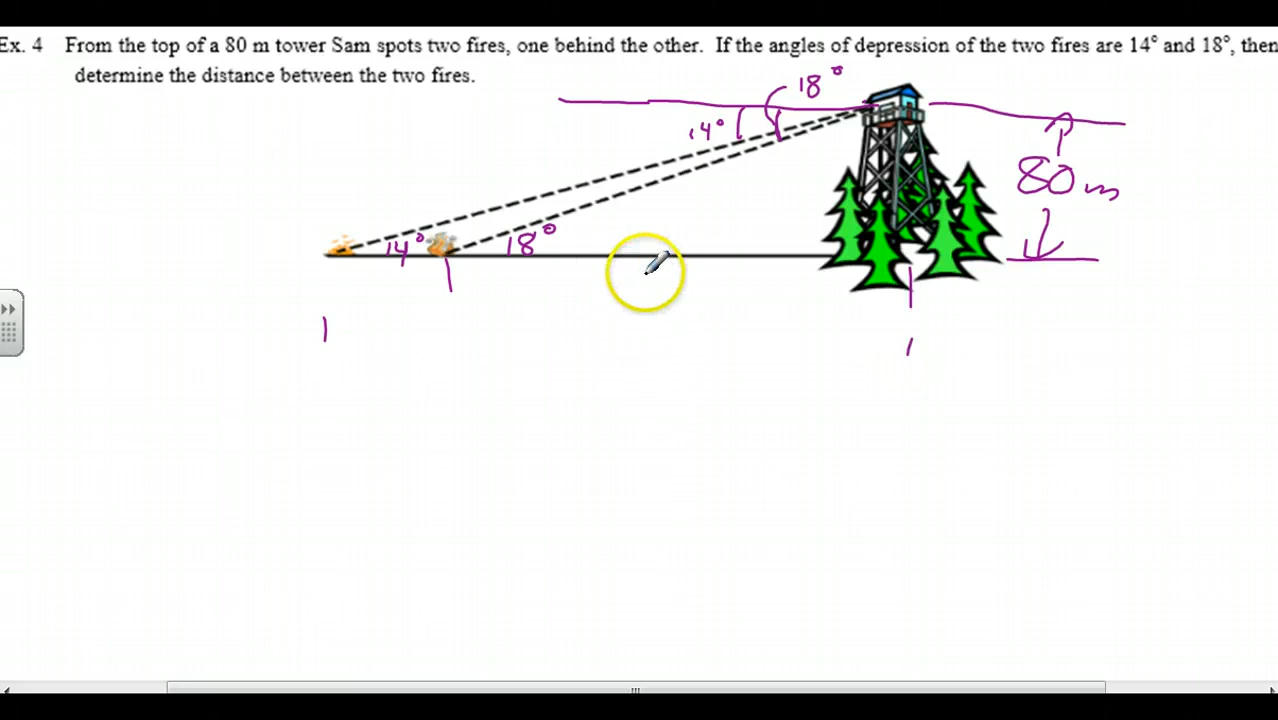 Ex. 4 From the top of a 80 m tower Sam spots two fires, one behind the other. If the angles of depression of the two fires are 14° and 18°, then
determine the distance between the two fires.
18°
14°
80 m
14° 18°